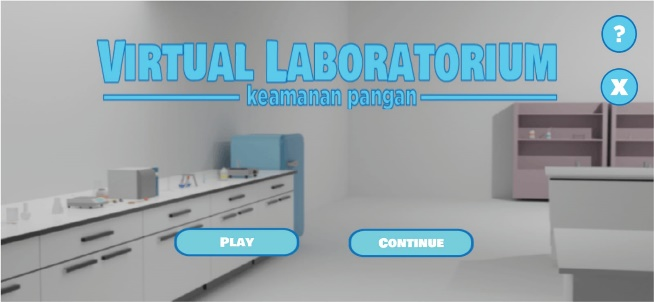 VIRTUAL LABORATORIUM
keamanan pangan
?
X
PLAY
CONTINUE